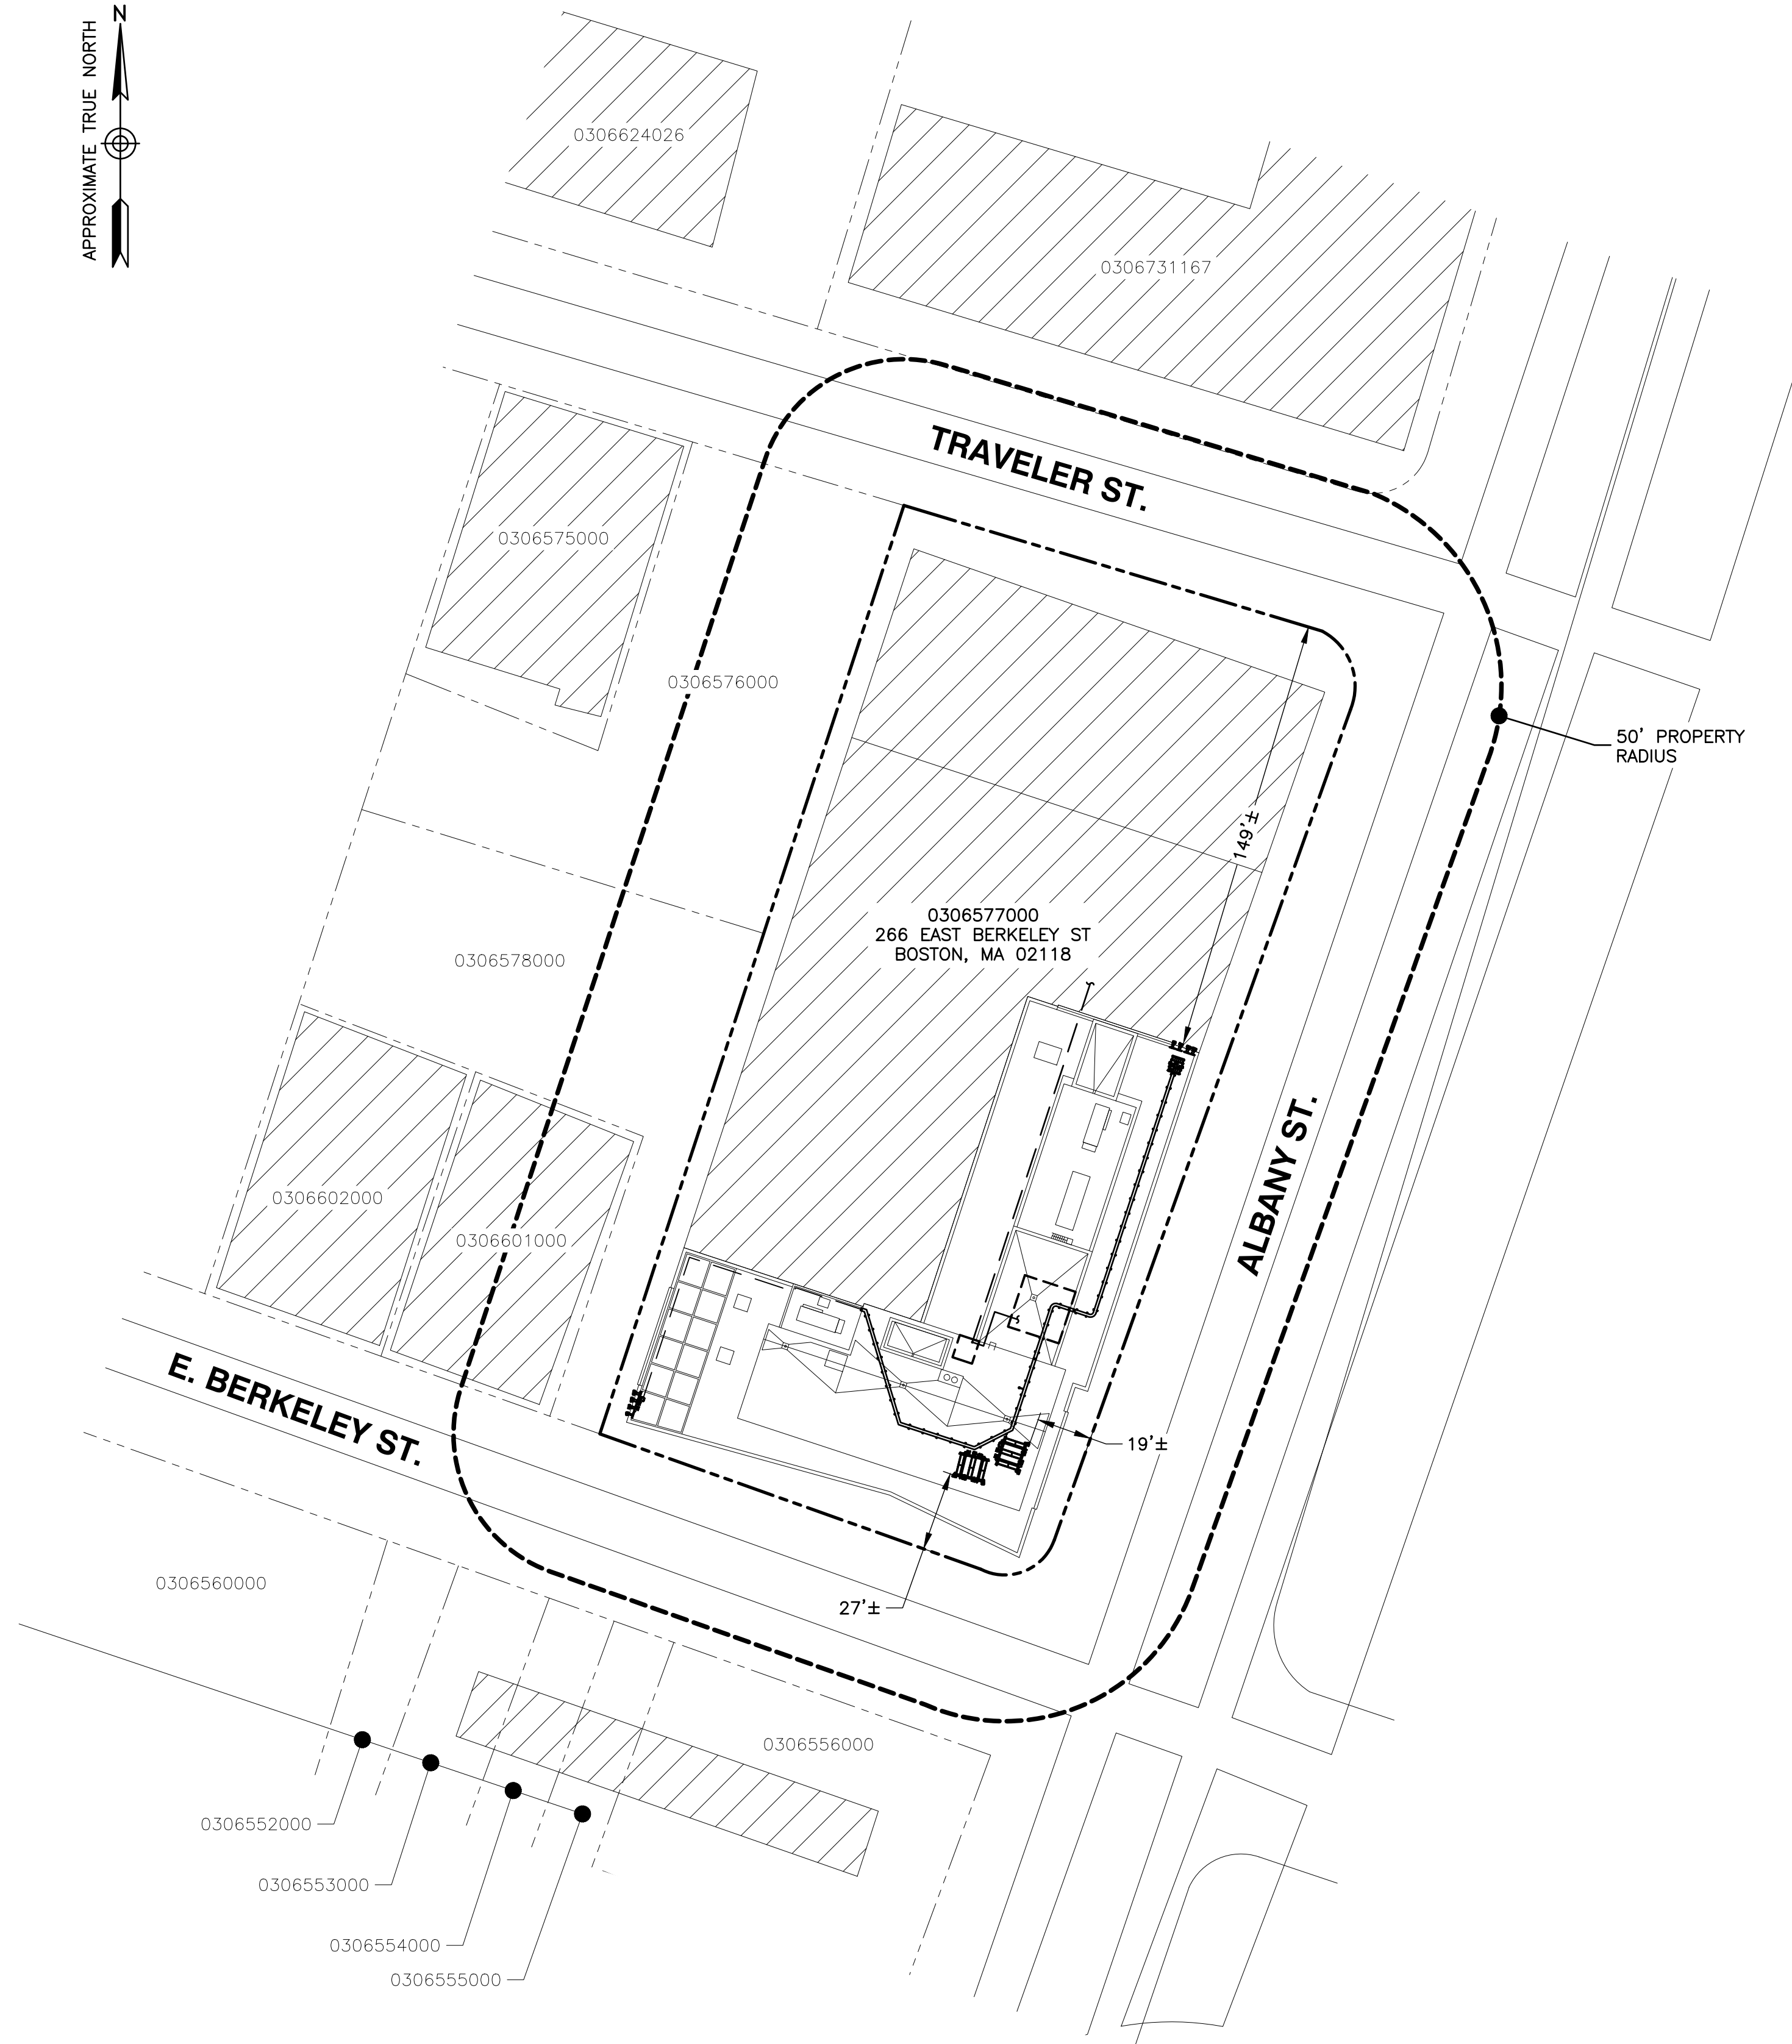 N
APPROXIMATE TRUE NORTH
0306624026
0306731167
TRAVELER ST.
0306575000
0306576000
50' PROPERTY
RADIUS
149'±
0306577000
266 EAST BERKELEY ST
BOSTON, MA 02118
0306578000
ALBANY ST.
0306602000
0306601000
E. BERKELEY ST.
19'±
27'±
0306560000
0306556000
0306552000
0306553000
0306554000
0306555000